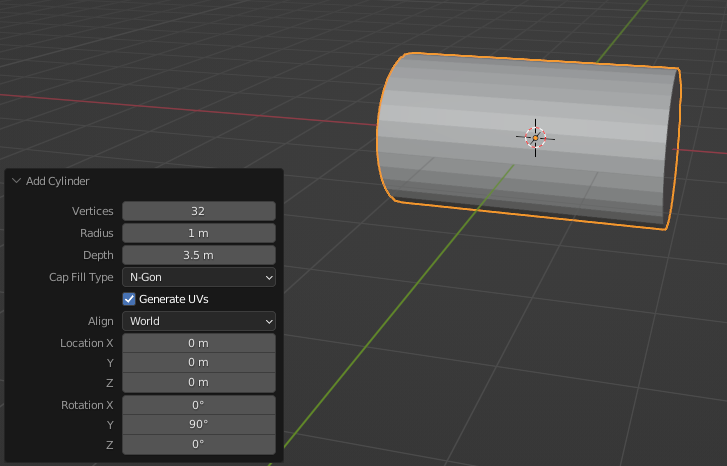 Add Cylinder
Vertices 32
Radius 1 m
Depth 3.5 m
Cap Fill Type N-Gon
Generate UVs
Align World
Location X 0 m
Y 0 m
Z 0 m
Rotation X 0°
Y 90°
Z 0°